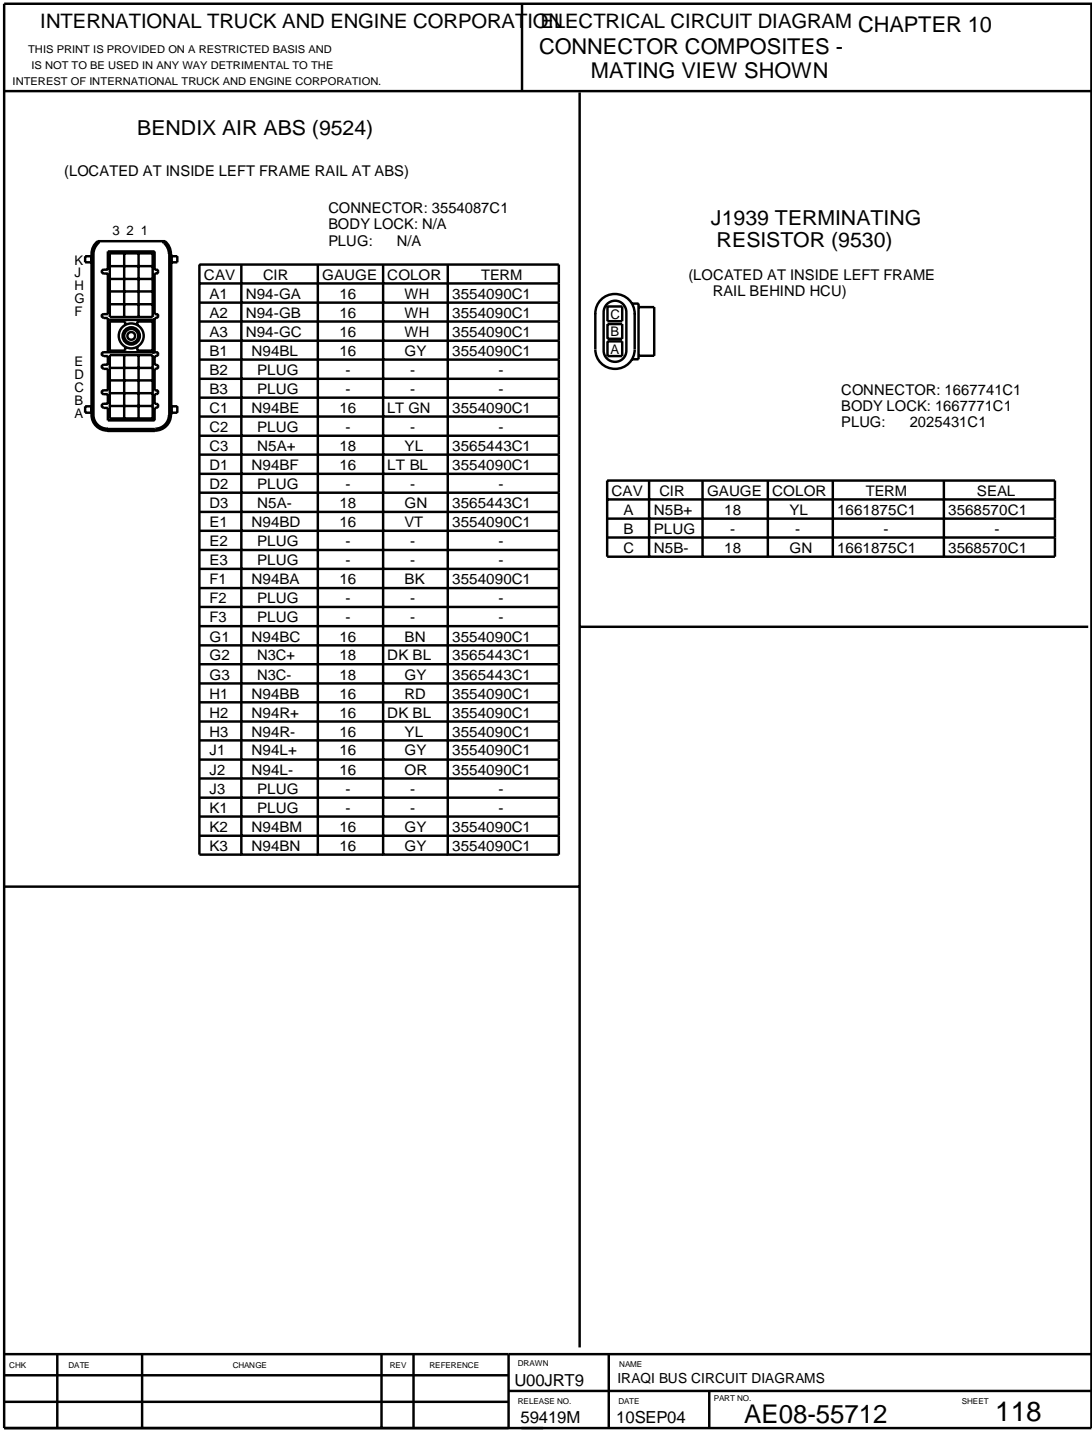 INTERNATIONAL TRUCK AND ENGINE CORPORATION
THIS PRINT IS PROVIDED ON A RESTRICTED BASIS AND
IS NOT TO BE USED IN ANY WAY DETRIMENTAL TO THE
INTEREST OF INTERNATIONAL TRUCK AND ENGINE CORPORATION.
ELECTRICAL CIRCUIT DIAGRAM CHAPTER 10
CONNECTOR COMPOSITES -
MATING VIEW SHOWN
BENDIX AIR ABS (9524)
(LOCATED AT INSIDE LEFT FRAME RAIL AT ABS)
CONNECTOR: 3554087C1
BODY LOCK: N/A
PLUG: N/A
3 2 1
K
J
H
G
F
E
D
C
B
A
CAV CIR GAUGE COLOR TERM
A1 N94-GA 16 WH 3554090C1
A2 N94-GB 16 WH 3554090C1
A3 N94-GC 16 WH 3554090C1
B1 N94BL 16 GY 3554090C1
B2 PLUG - - -
B3 PLUG - - -
C1 N94BE 16 LT GN 3554090C1
C2 PLUG - - -
C3 N5A+ 18 YL 3565443C1
D1 N94BF 16 LT BL 3554090C1
D2 PLUG - - -
D3 N5A- 18 GN 3565443C1
E1 N94BD 16 VT 3554090C1
E2 PLUG - - -
E3 PLUG - - -
F1 N94BA 16 BK 3554090C1
F2 PLUG - - -
F3 PLUG - - -
G1 N94BC 16 BN 3554090C1
G2 N3C+ 18 DK BL 3565443C1
G3 N3C- 18 GY 3565443C1
H1 N94BB 16 RD 3554090C1
H2 N94R+ 16 DK BL 3554090C1
H3 N94R- 16 YL 3554090C1
J1 N94L+ 16 GY 3554090C1
J2 N94L- 16 OR 3554090C1
J3 PLUG - - -
K1 PLUG - - -
K2 N94BM 16 GY 3554090C1
K3 N94BN 16 GY 3554090C1
J1939 TERMINATING
RESISTOR (9530)
(LOCATED AT INSIDE LEFT FRAME
RAIL BEHIND HCU)
C
B
A
CONNECTOR: 1667741C1
BODY LOCK: 1667771C1
PLUG: 2025431C1
CAV CIR GAUGE COLOR TERM SEAL
A N5B+ 18 YL 1661875C1 3568570C1
B PLUG - - - -
C N5B- 18 GN 1661875C1 3568570C1
CHK DATE CHANGE REV REFERENCE
DRAWN
U00JRT9
NAME
IRAQI BUS CIRCUIT DIAGRAMS
RELEASE NO.
59419M
DATE
10SEP04
PART NO.
AE08-55712
SHEET 118